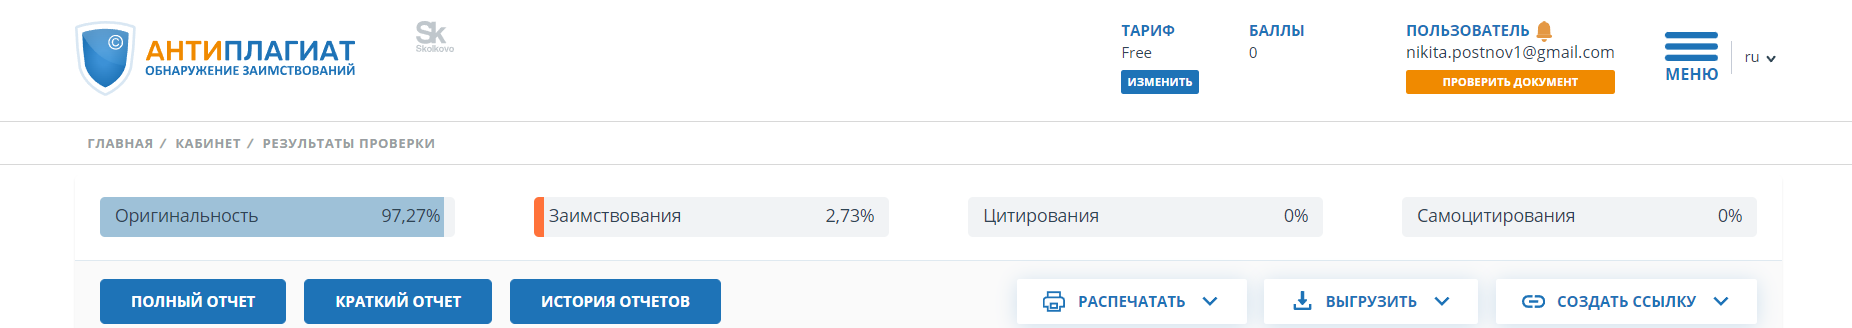 ©
АНТИПЛАГИАТ
ОБНАРУЖЕНИЕ ЗАИМСТВОВАНИЙ
Sk
Skolkovo
ТАРИФ
Free
ИЗМЕНИТЬ
БАЛЛЫ
0
ПОЛЬЗОВАТЕЛЬ
nikita.postnov1@gmail.com
ПРОВЕРИТЬ ДОКУМЕНТ
МЕНЮ
ru
ГЛАВНАЯ / КАБИНЕТ / РЕЗУЛЬТАТЫ ПРОВЕРКИ
Оригинальность 97,27%
Заимствования 2,73%
Цитирования 0%
Самоцитирования 0%
ПОЛНЫЙ ОТЧЕТ
КРАТКИЙ ОТЧЕТ
ИСТОРИЯ ОТЧЕТОВ
РАСПЕЧАТАТЬ
ВЫГРУЗИТЬ
СОЗДАТЬ ССЫЛКУ